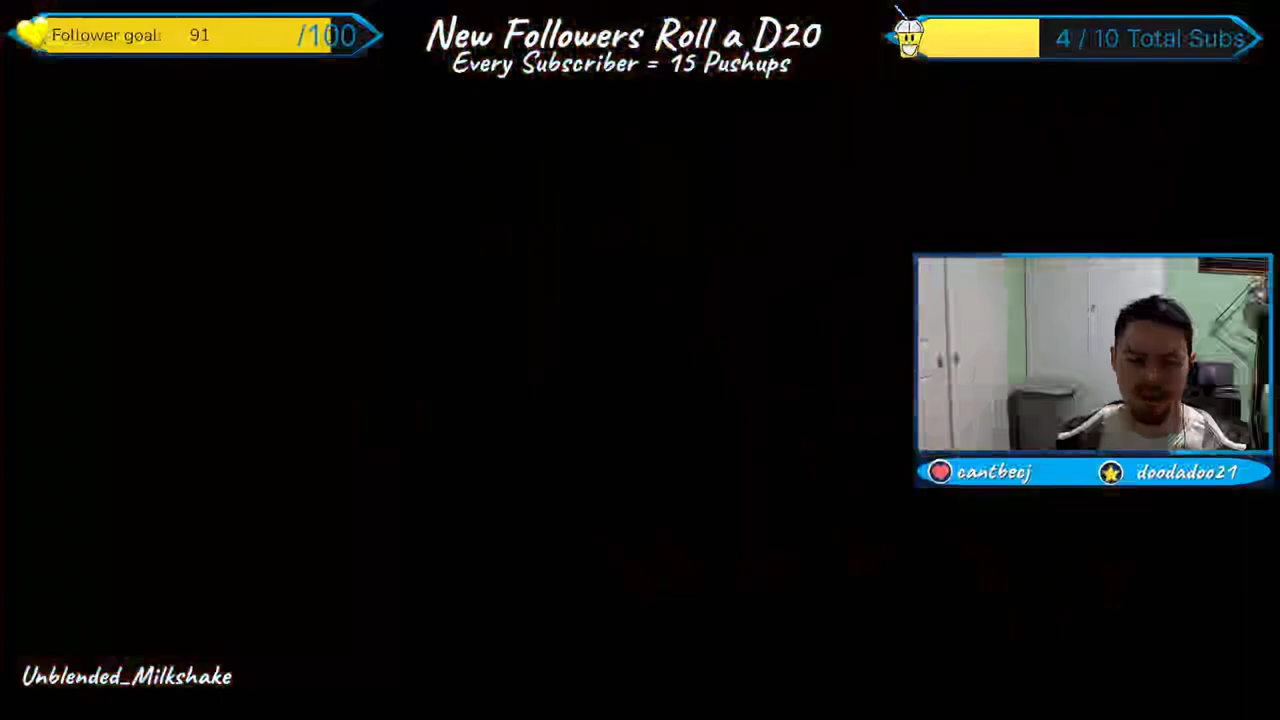 Follower goal: 91 /100
New Followers Roll a D20
Every Subscriber = 15 Pushups
4 / 10 Total Subs
cantbecj doodadoo21
Unblended_Milkshake